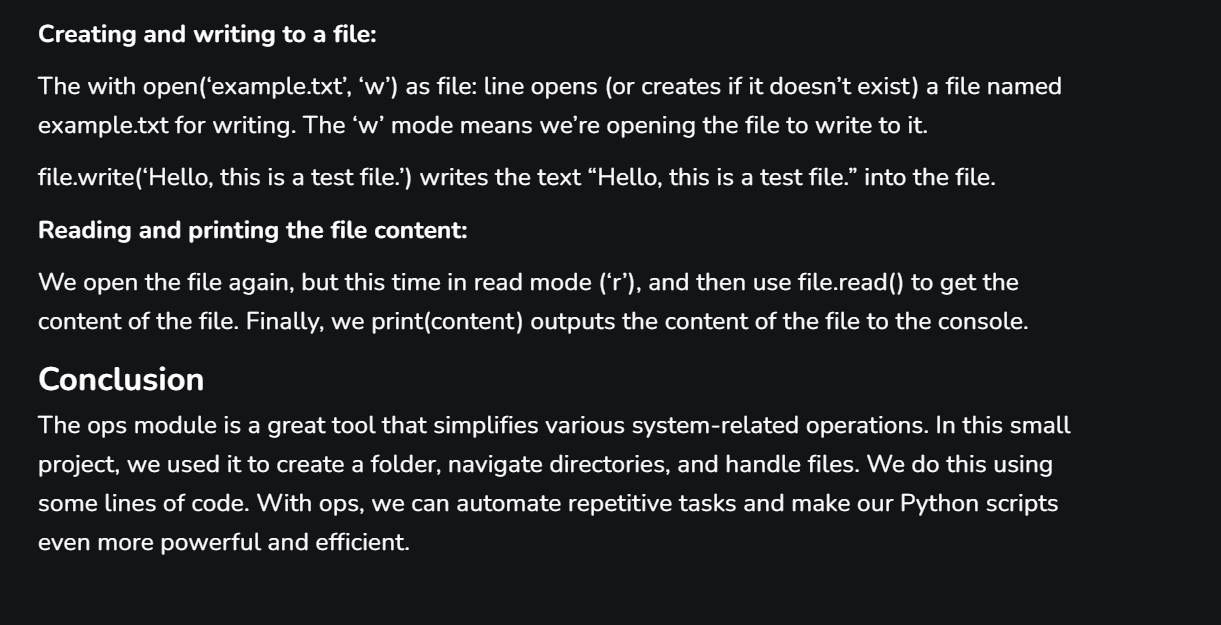 Creating and writing to a file:
The with open(‘example.txt’, ‘w’) as file: line opens (or creates if it doesn’t exist) a file named
example.txt for writing. The ‘w’ mode means we’re opening the file to write to it.
file.write(‘Hello, this is a test file.’) writes the text “Hello, this is a test file.” into the file.
Reading and printing the file content:
We open the file again, but this time in read mode (‘r’), and then use file.read() to get the
content of the file. Finally, we print(content) outputs the content of the file to the console.
Conclusion
The ops module is a great tool that simplifies various system-related operations. In this small
project, we used it to create a folder, navigate directories, and handle files. We do this using
some lines of code. With ops, we can automate repetitive tasks and make our Python scripts
even more powerful and efficient.